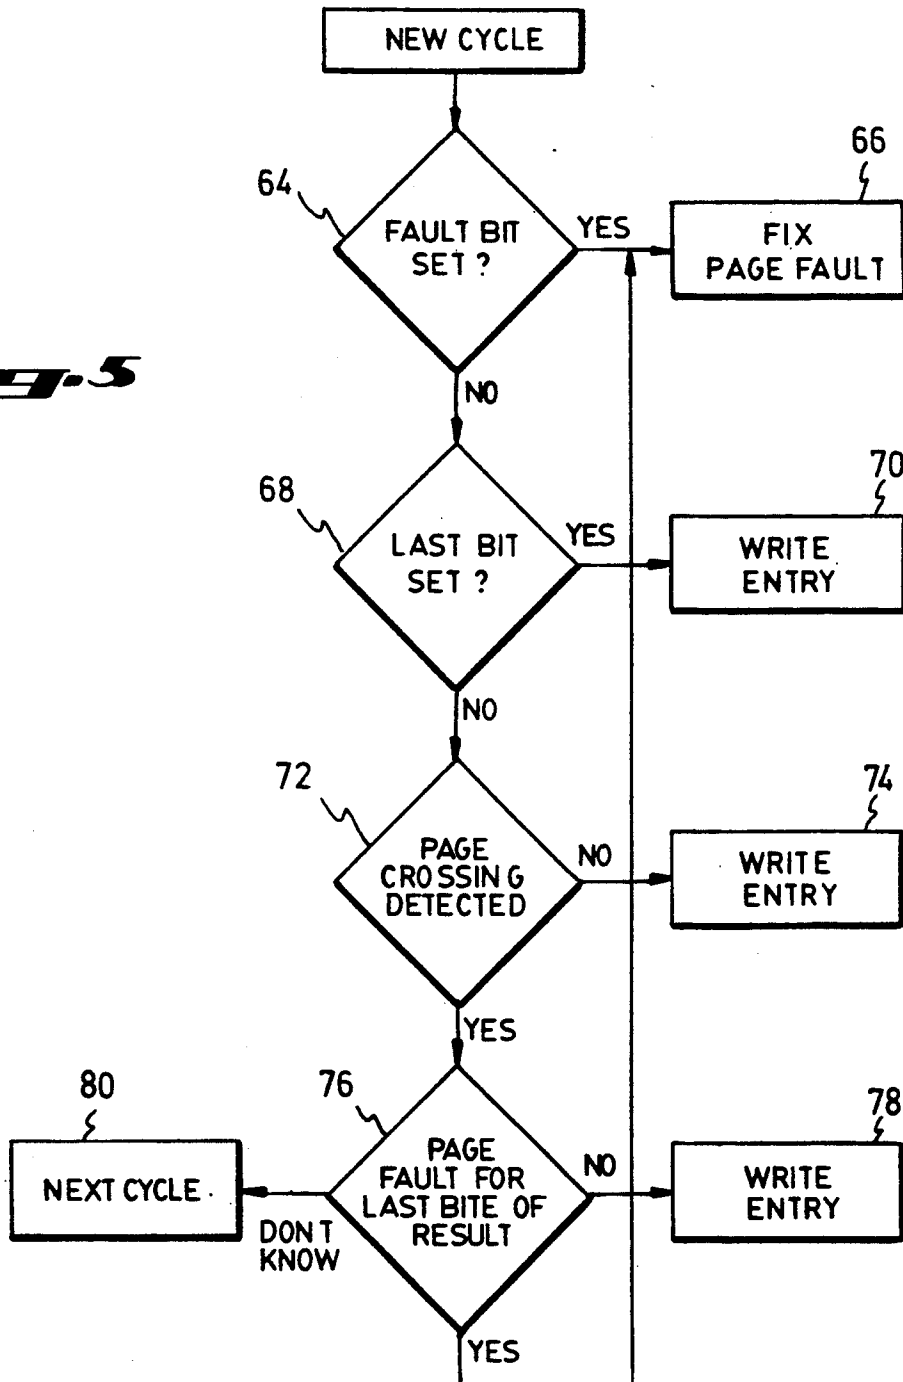 NEW CYCLE
66
64
FAULT BIT
SET ?
YES
FIX
PAGE FAULT
g.5
NO
70
68
LAST BIT
SET ?
YES
WRITE
ENTRY
NO
74
72
PAGE
CROSSING
DETECTED
NO
WRITE
ENTRY
YES
80
76
78
PAGE
FAULT FOR
LAST BITE OF
RESULT
NO
WRITE
ENTRY
NEXT CYCLE .
DON T
KNOW
YES